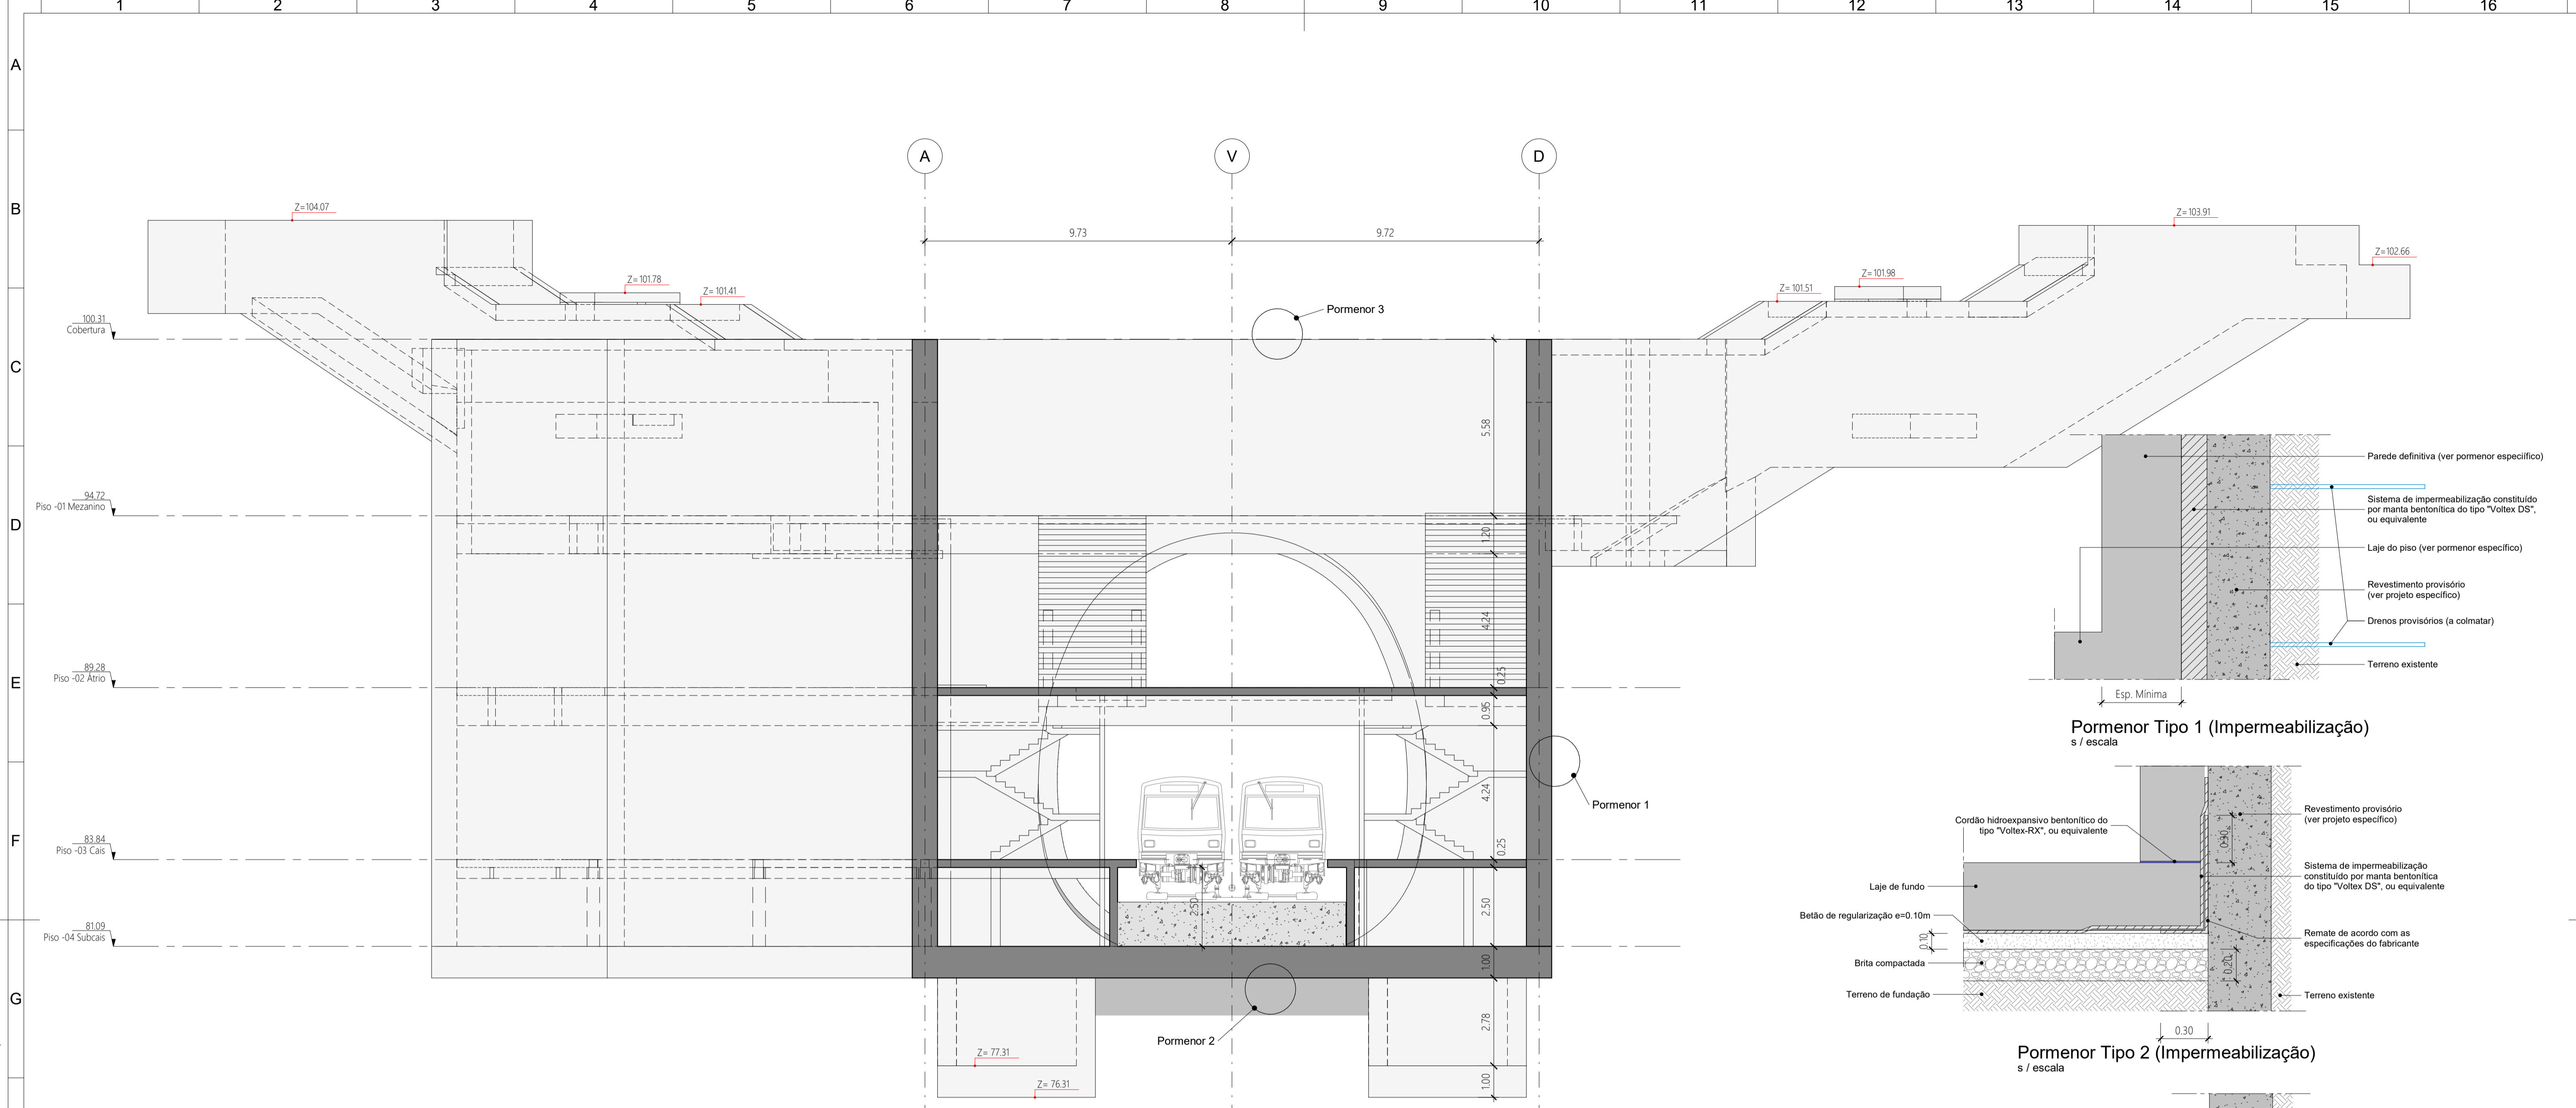 1 2 3 4 5 6 7 8 9 10 11 12 13 14 15 16
A
B
C
D
E
F
G
A V D
9.73 9.72
Z=104.07
Z= 101.78
Z= 101.41
Z=103.91
Z=102.66
Z=101.98
Z=101.51
Pormenor 3
100.31
Cobertura
94.72
Piso -01 Mezanino
89.28
Piso -02 Átrio
83.84
Piso -03 Cais
81.09
Piso -04 Subcais
5.58
1.20
4.24
0.25
0.95
4.24
0.25
2.50
2.50
1.00
2.78
1.00
Pormenor 1
Pormenor 2
Z= 77.31
Z= 76.31
Parede definitiva (ver pormenor especiífico)
Sistema de impermeabilização constituído
por manta bentonítica do tipo "Voltex DS",
ou equivalente
Laje do piso (ver pormenor específico)
Revestimento provisório
(ver projeto específico)
Drenos provisórios (a colmatar)
Terreno existente
Esp. Mínima
Pormenor Tipo 1 (Impermeabilização)
s / escala
Cordão hidroexpansivo bentonítico do
tipo "Voltex-RX", ou equivalente
Laje de fundo
Betão de regularização e=0.10m
Brita compactada
Terreno de fundação
0.10
0.30
0.20
Revestimento provisório
(ver projeto específico)
Sistema de impermeabilização
constituído por manta bentonítica
do tipo "Voltex DS", ou equivalente
Remate de acordo com as
especificações do fabricante
Terreno existente
0.30
Pormenor Tipo 2 (Impermeabilização)
s / escala